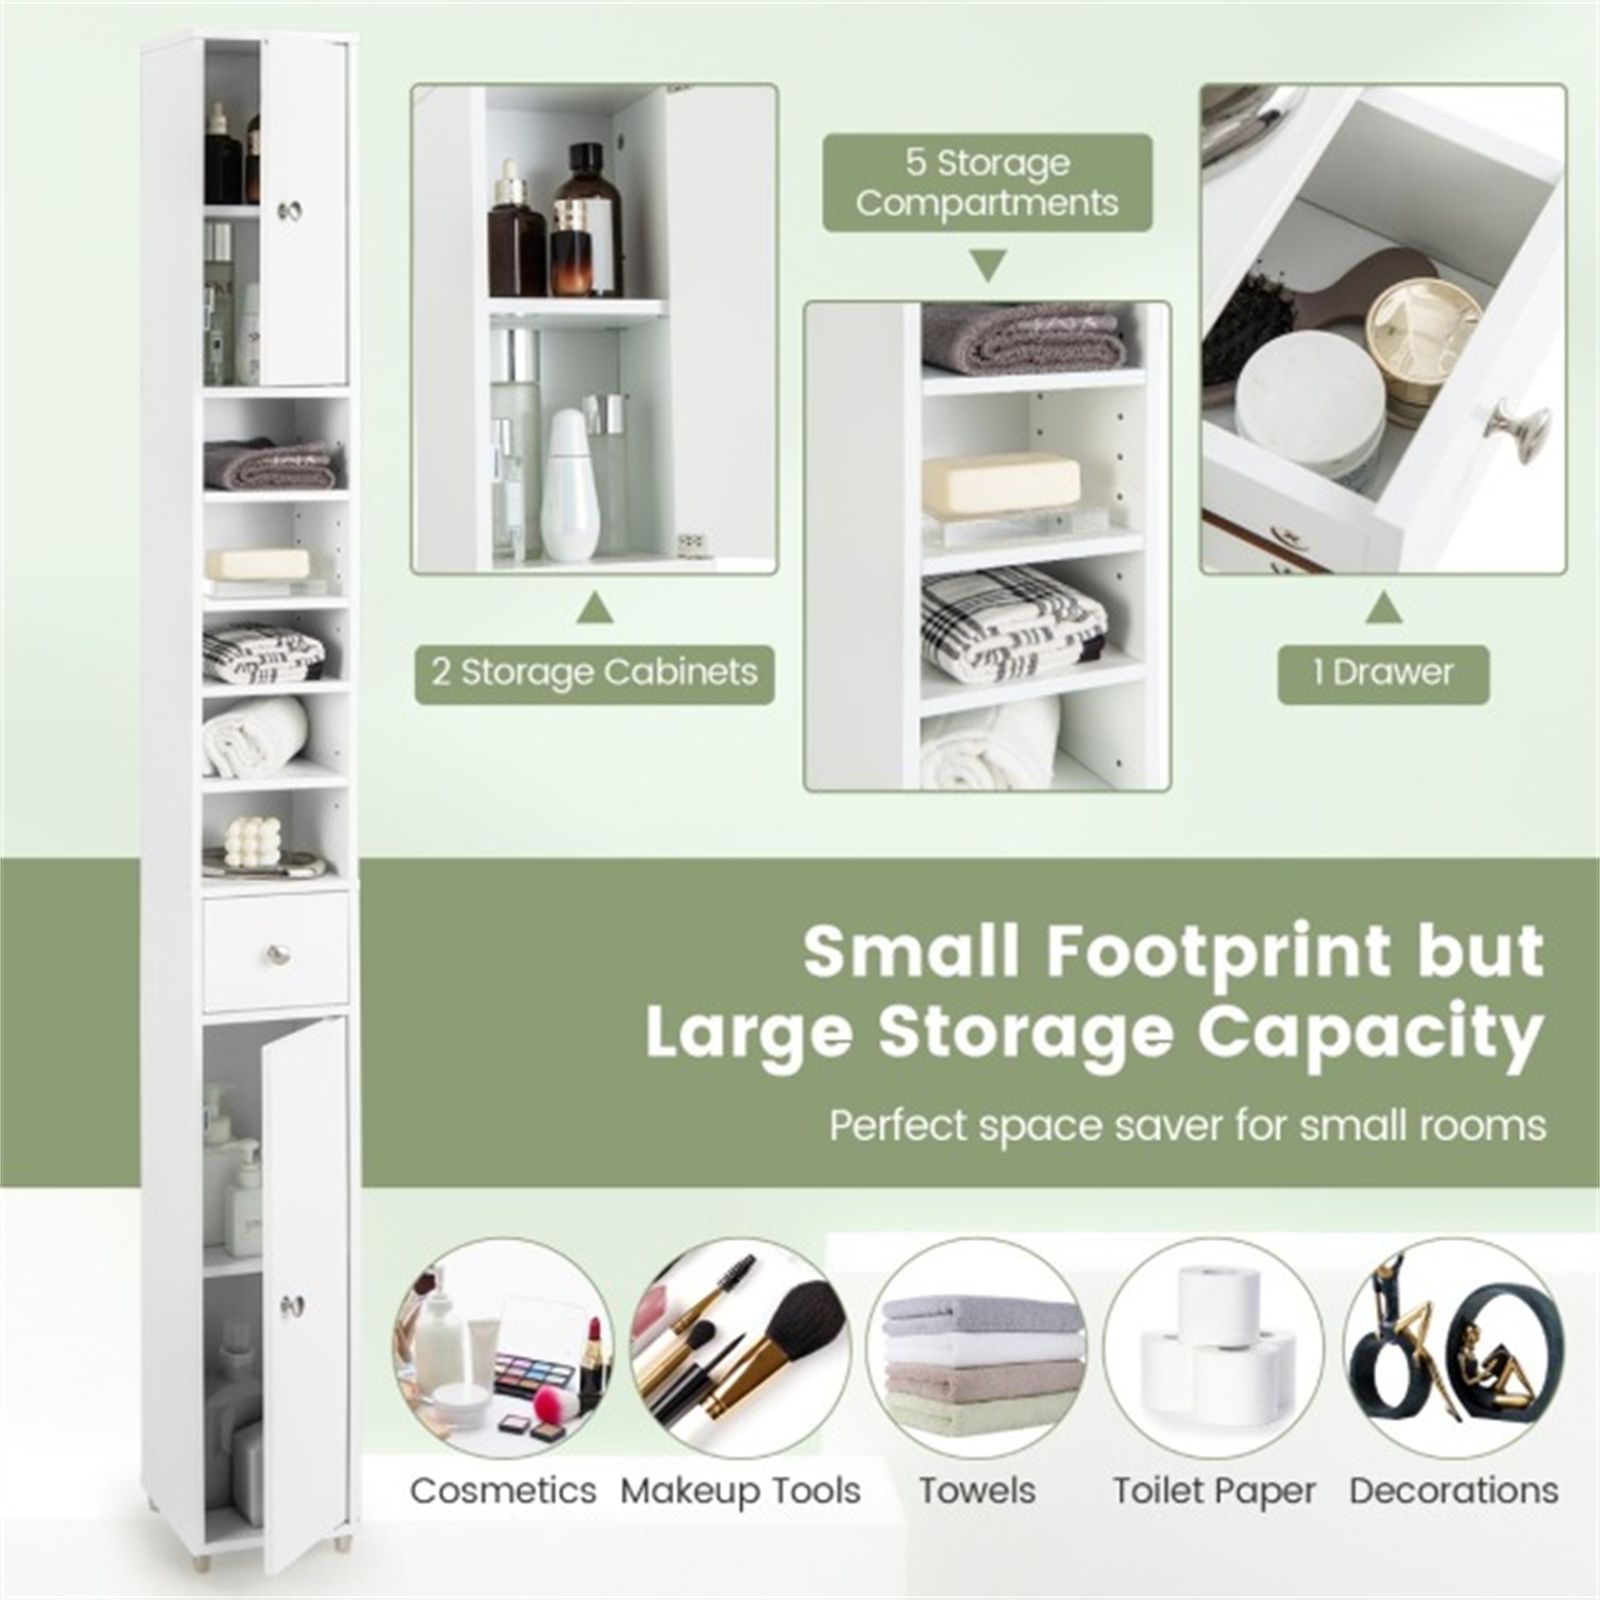 5 Storage
Compartments
2 Storage Cabinets
1 Drawer
Small Footprint but
Large Storage Capacity
Perfect space saver for small rooms
Cosmetics
Makeup Tools
Towels
Toilet Paper
Decorations